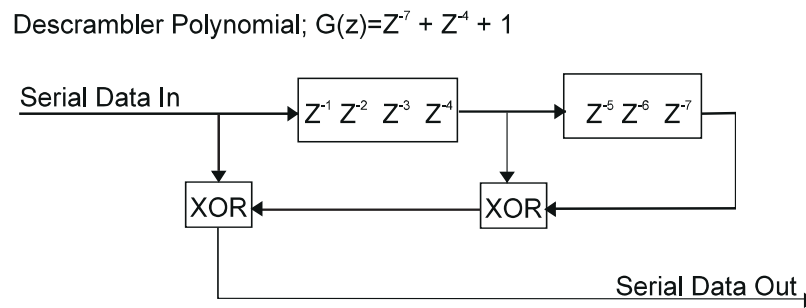 Descrambler Polynomial; G(z)=Z⁻⁷ + Z⁻⁴ + 1
Serial Data In
Z⁻¹ Z⁻² Z⁻³ Z⁻⁴
Z⁻⁵ Z⁻⁶ Z⁻⁷
XOR
XOR
Serial Data Out